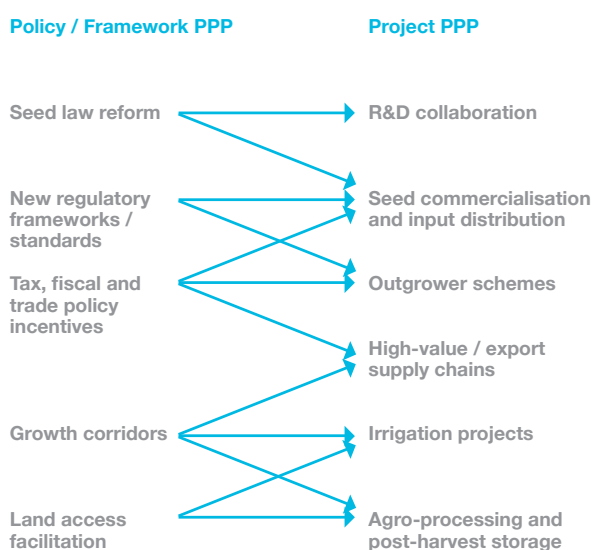 Policy / Framework PPP
Project PPP
Seed law reform
R&D collaboration
New regulatory
frameworks /
standards
Seed commercialisation
and input distribution
Tax, fiscal and
trade policy
incentives
Outgrower schemes
High-value / export
supply chains
Growth corridors
Irrigation projects
Land access
facilitation
Agro-processing and
post-harvest storage